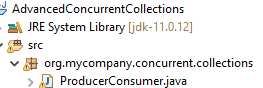 AdvancedConcurrentCollections
JRE System Library [jdk-11.0.12]
src
org.mycompany.concurrent.collections
ProducerConsumer.java